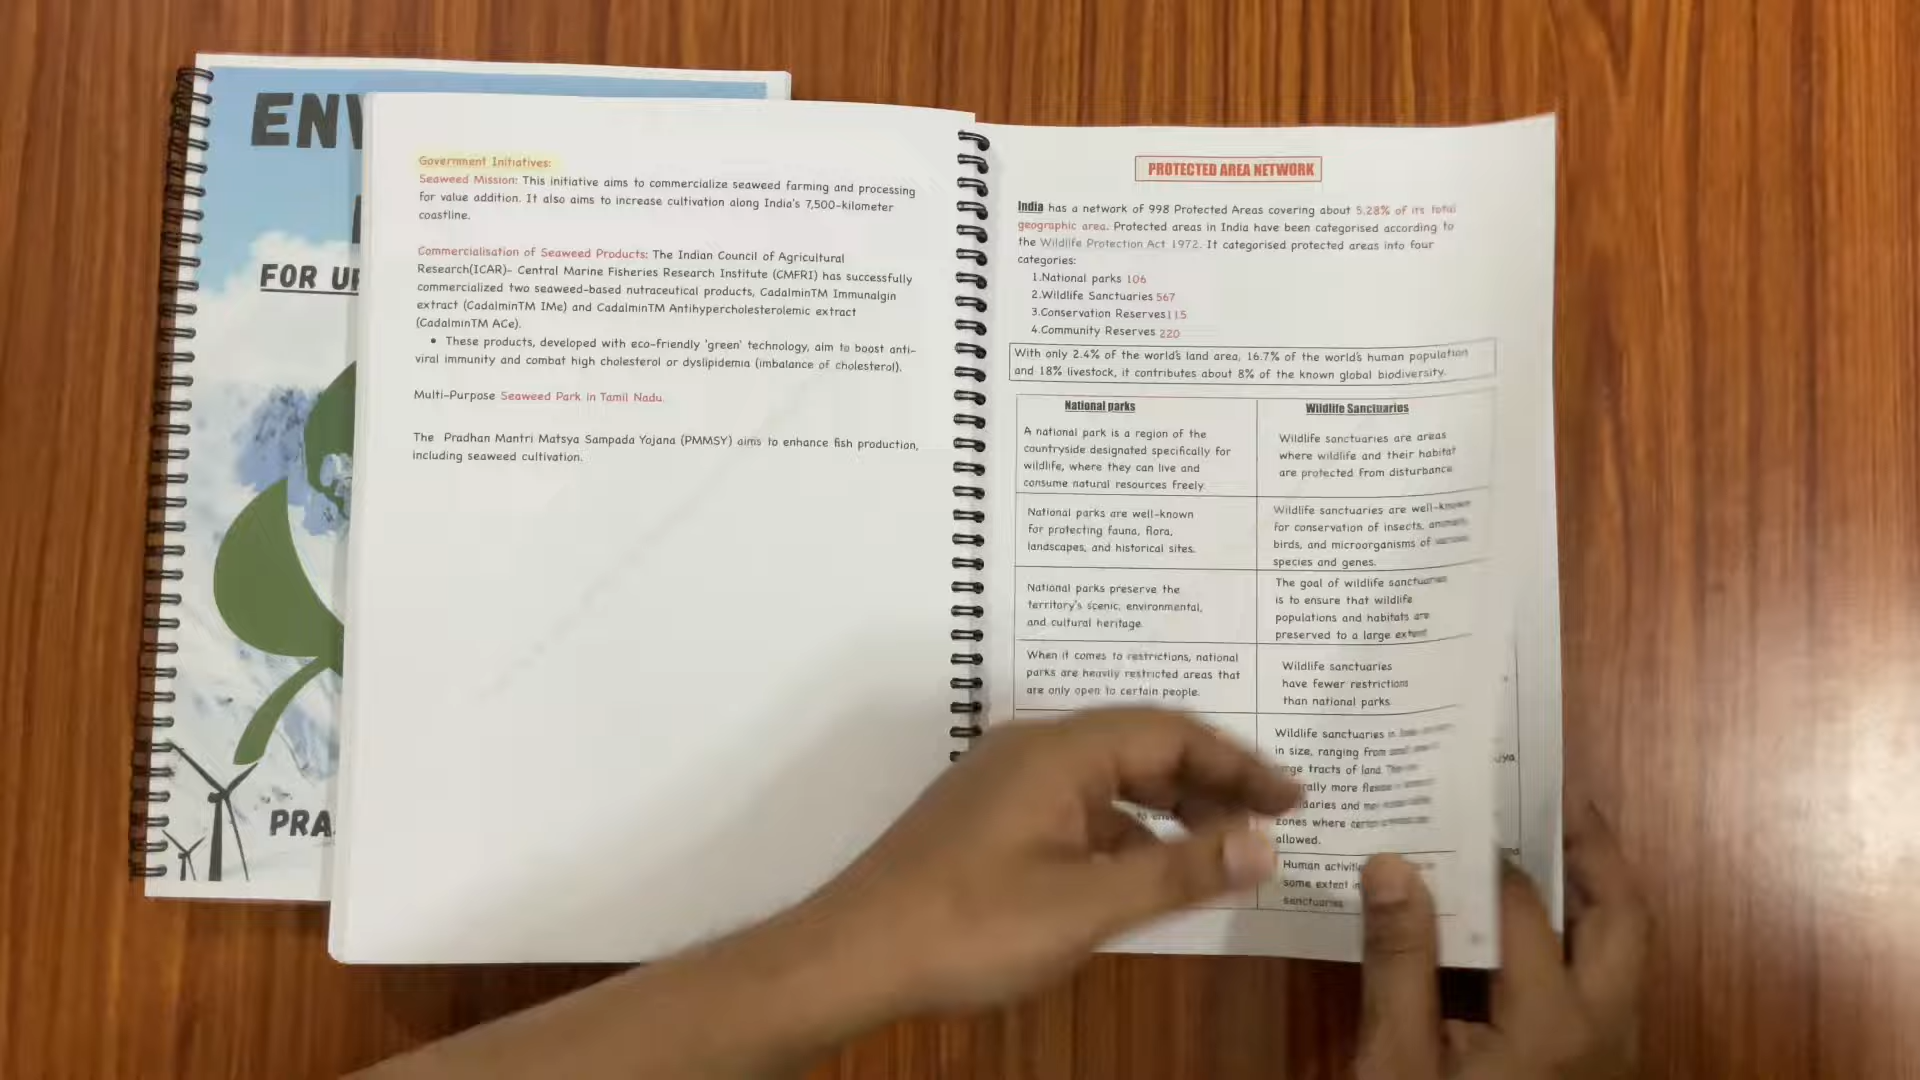 ENV
FOR UP
PRA
Government Initiatives:
Seaweed Mission: This initiative aims to commercialize seaweed farming and processing
for value addition. It also aims to increase cultivation along India's 7,500-kilometer
coastline.
Commercialisation of Seaweed Products: The Indian Council of Agricultural
Research(ICAR)- Central Marine Fisheries Research Institute (CMFRI) has successfully
commercialized two seaweed-based nutraceutical products, CadalminTM Immunalgin
extract (CadalminTM IMe) and CadalminTM Antihypercholesterolemic extract
(CadalminTM ACe).
• These products, developed with eco-friendly 'green' technology, aim to boost anti-
viral immunity and combat high cholesterol or dyslipidemia (imbalance of cholesterol).
Multi-Purpose Seaweed Park in Tamil Nadu.
The Pradhan Mantri Matsya Sampada Yojana (PMMSY) aims to enhance fish production,
including seaweed cultivation.
PROTECTED AREA NETWORK
India has a network of 998 Protected Areas covering about 5.28% of its total
geographic area. Protected areas in India have been categorised according to
the Wildlife Protection Act 1972. It categorised protected areas into four
categories:
1.National parks 106
2.Wildlife Sanctuaries 567
3.Conservation Reserves115
4.Community Reserves 220
With only 2.4% of the world's land area, 16.7% of the world's human population
and 18% livestock, it contributes about 8% of the known global biodiversity.
National parks
A national park is a region of the
countryside designated specifically for
wildlife, where they can live and
consume natural resources freely.
Wildlife Sanctuaries
Wildlife sanctuaries are areas
where wildlife and their habitat
are protected from disturbance
National parks are well-known
for protecting fauna, flora,
landscapes, and historical sites.
Wildlife sanctuaries are well-known
for conservation of insects, animals,
birds, and microorganisms of
species and genes.
National parks preserve the
territory's scenic, environmental,
and cultural heritage.
The goal of wildlife sanctuaries
is to ensure that wildlife
populations and habitats are
preserved to a large extent
When it comes to restrictions, national
parks are heavily restricted areas that
are only open to certain people.
Wildlife sanctuaries
have fewer restrictions
than national parks
Wildlife sanctuaries
in size, ranging from
tracts of land
more
and
zones where
allowed.
Human
some extent in
sanctuaries